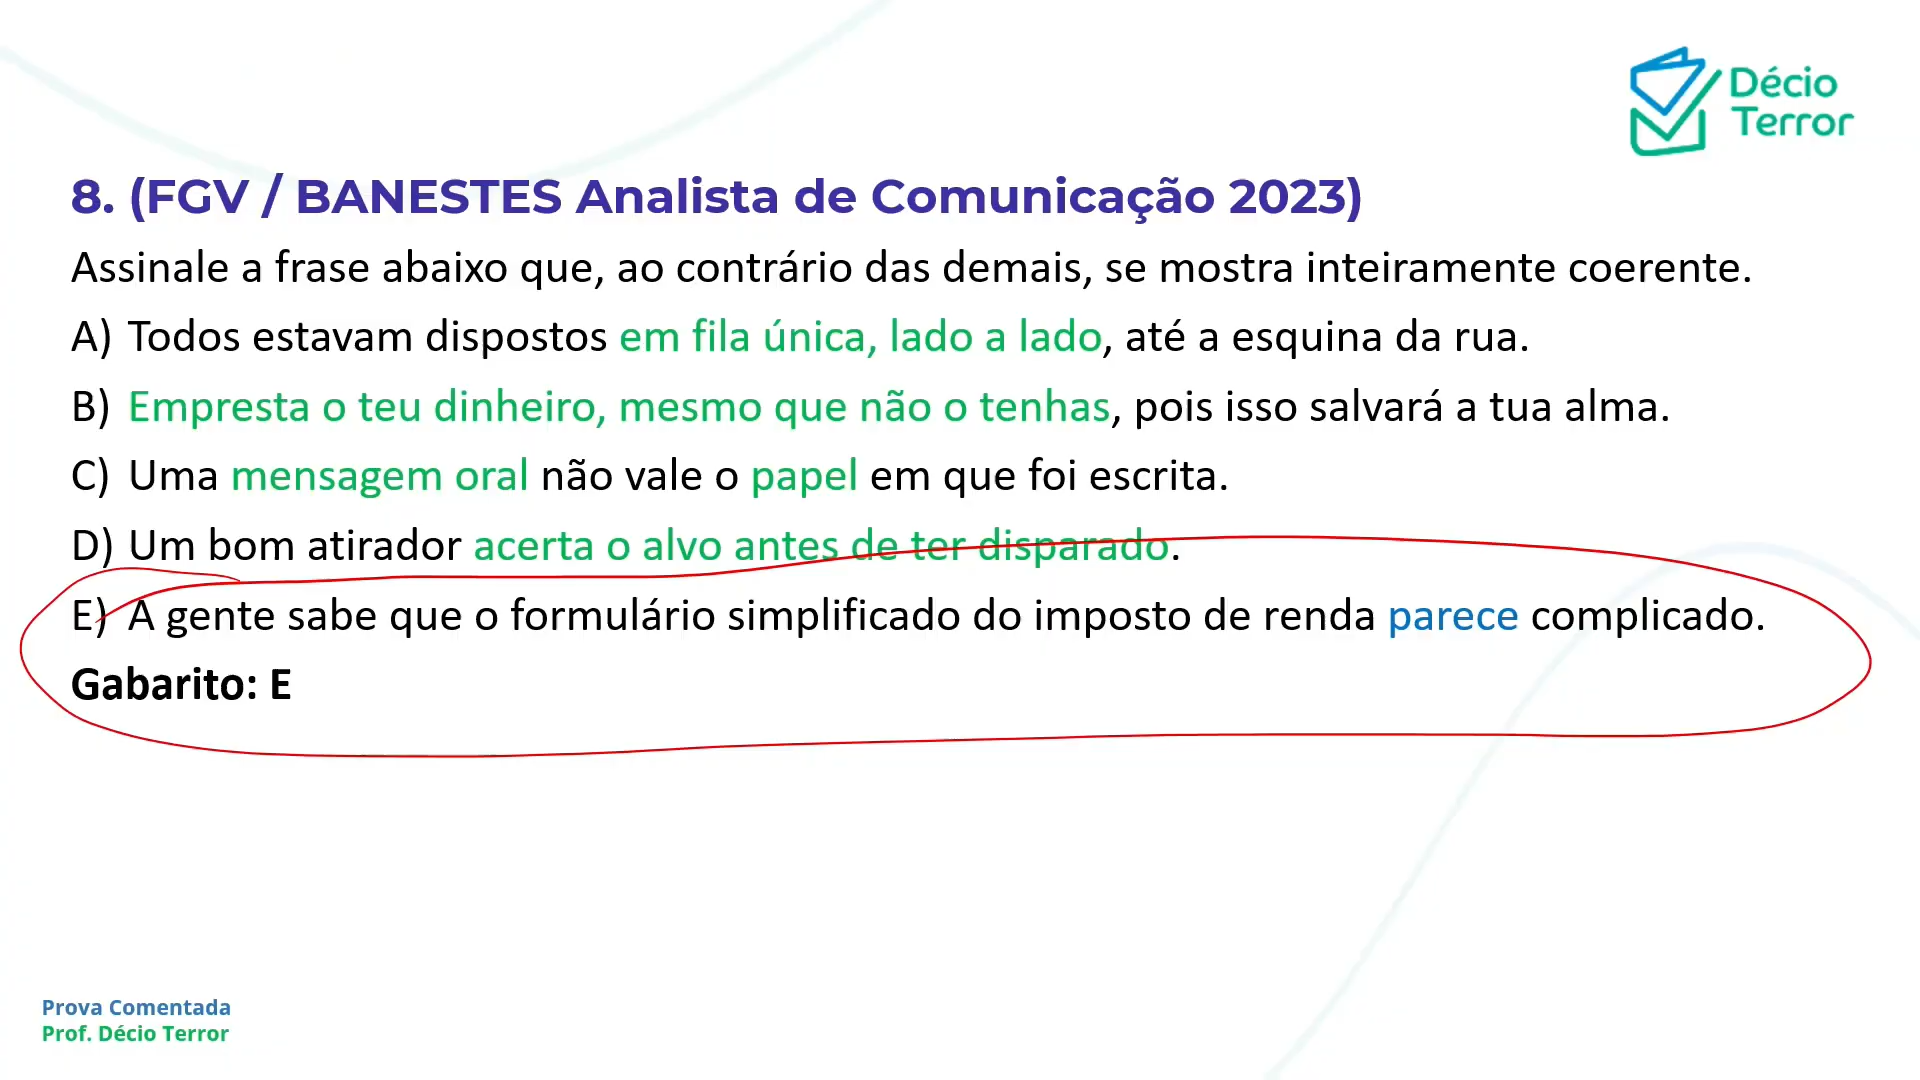 Décio
Terror
8. (FGV / BANESTES Analista de Comunicação 2023)
Assinale a frase abaixo que, ao contrário das demais, se mostra inteiramente coerente.
A) Todos estavam dispostos em fila única, lado a lado, até a esquina da rua.
B) Empresta o teu dinheiro, mesmo que não o tenhas, pois isso salvará a tua alma.
C) Uma mensagem oral não vale o papel em que foi escrita.
D) Um bom atirador acerta o alvo antes de ter disparado.
E) A gente sabe que o formulário simplificado do imposto de renda parece complicado.
Gabarito: E
Prova Comentada
Prof. Décio Terror